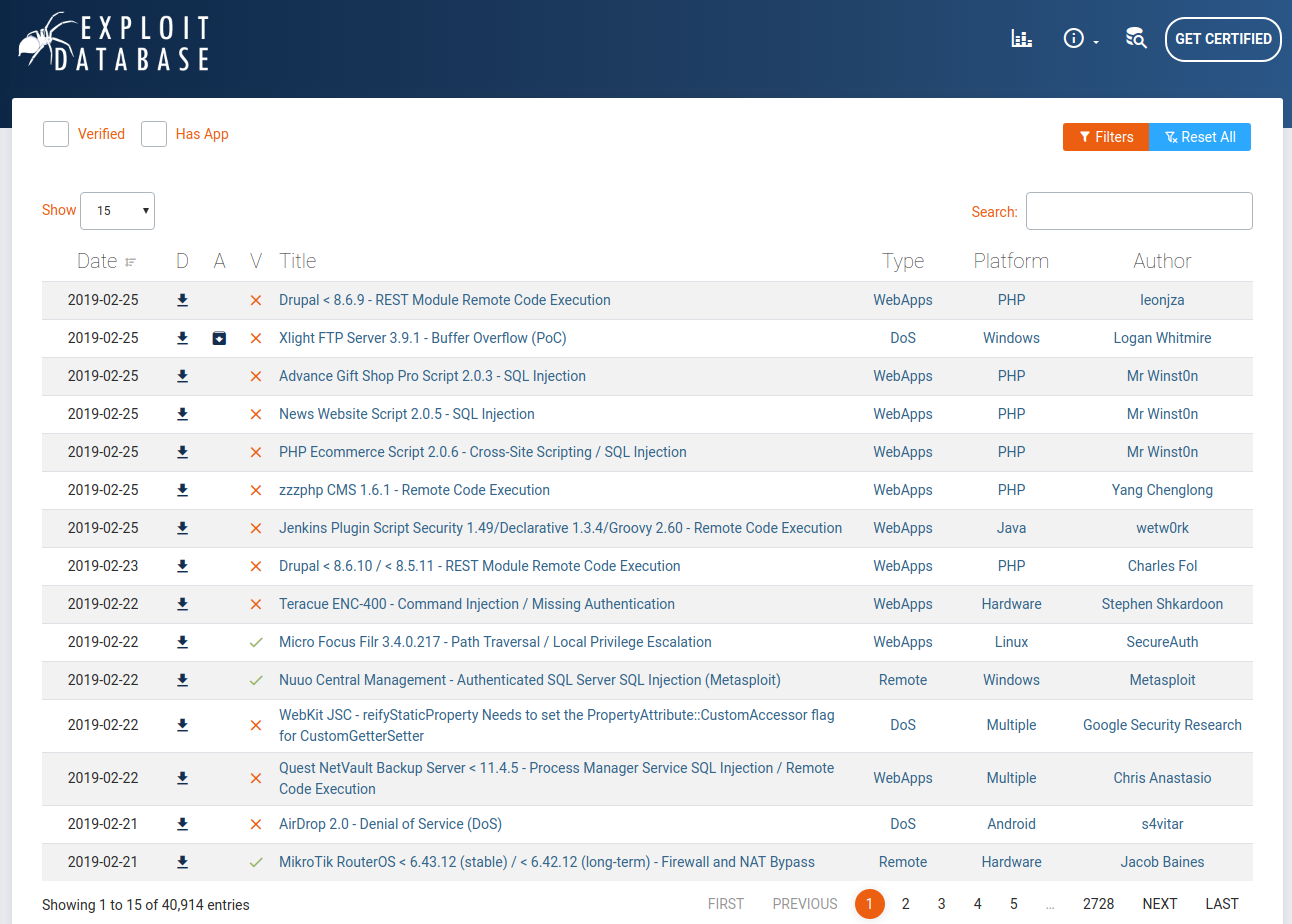 EXPLOIT
DATABASE
GET CERTIFIED
Verified Has App Filters Reset All
Show 15 Search:
Date D A V Title Type Platform Author
2019-02-25 Drupal < 8.6.9 - REST Module Remote Code Execution WebApps PHP leonjza
2019-02-25 Xlight FTP Server 3.9.1 - Buffer Overflow (PoC) DoS Windows Logan Whitmire
2019-02-25 Advance Gift Shop Pro Script 2.0.3 - SQL Injection WebApps PHP Mr Winst0n
2019-02-25 News Website Script 2.0.5 - SQL Injection WebApps PHP Mr Winst0n
2019-02-25 PHP Ecommerce Script 2.0.6 - Cross-Site Scripting / SQL Injection WebApps PHP Mr Winst0n
2019-02-25 zzzphp CMS 1.6.1 - Remote Code Execution WebApps PHP Yang Chenglong
2019-02-25 Jenkins Plugin Script Security 1.49/Declarative 1.3.4/Groovy 2.60 - Remote Code Execution WebApps Java wetw0rk
2019-02-23 Drupal < 8.6.10 / < 8.5.11 - REST Module Remote Code Execution WebApps PHP Charles Fol
2019-02-22 Teracue ENC-400 - Command Injection / Missing Authentication WebApps Hardware Stephen Shkardoon
2019-02-22 Micro Focus Filr 3.4.0.217 - Path Traversal / Local Privilege Escalation WebApps Linux SecureAuth
2019-02-22 Nuuo Central Management - Authenticated SQL Server SQL Injection (Metasploit) Remote Windows Metasploit
2019-02-22 WebKit JSC - reifyStaticProperty Needs to set the PropertyAttribute::CustomAccessor flag
for CustomGetterSetter DoS Multiple Google Security Research
2019-02-22 Quest NetVault Backup Server < 11.4.5 - Process Manager Service SQL Injection / Remote
Code Execution WebApps Multiple Chris Anastasio
2019-02-21 AirDrop 2.0 - Denial of Service (DoS) DoS Android s4vitar
2019-02-21 MikroTik RouterOS < 6.43.12 (stable) / < 6.42.12 (long-term) - Firewall and NAT Bypass Remote Hardware Jacob Baines
Showing 1 to 15 of 40,914 entries FIRST PREVIOUS 1 2 3 4 5 ... 2728 NEXT LAST